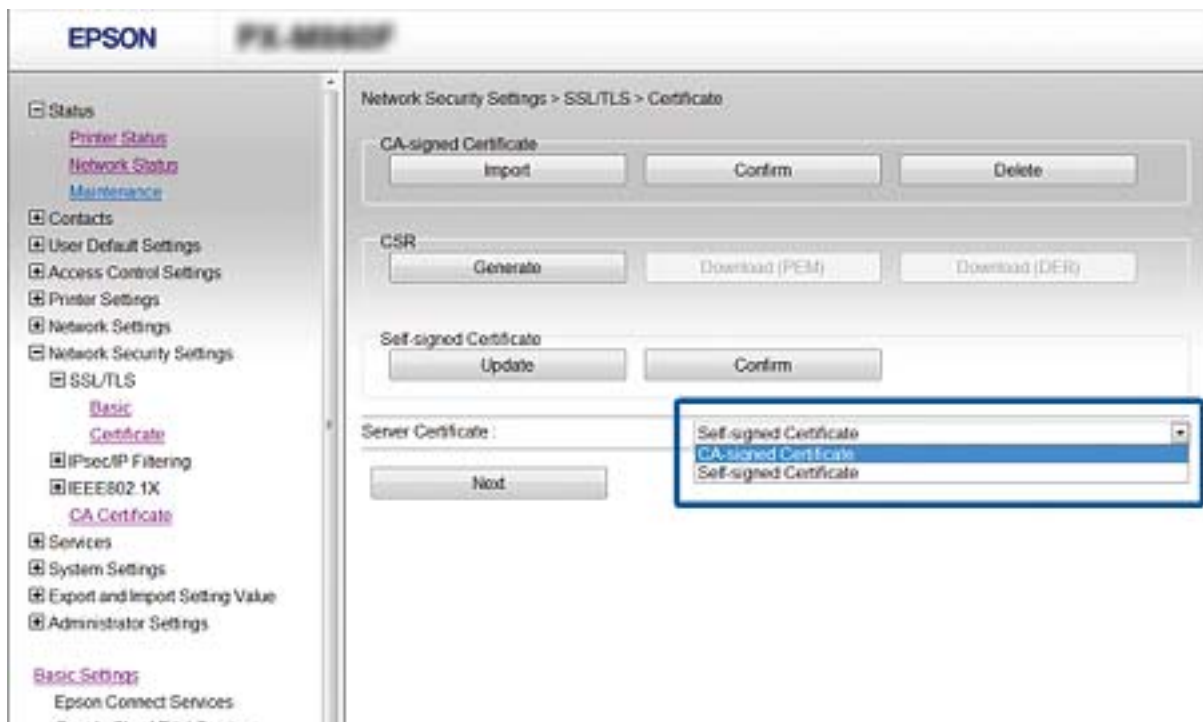 EPSON
Status
Printer Status
Network Status
Maintenance
Contacts
User Default Settings
Access Control Settings
Printer Settings
Network Settings
Network Security Settings
SSL/TLS
Basic
Certificate
IPsec/IP Filtering
IEEE802.1X
CA Certificate
Services
System Settings
Export and Import Setting Value
Administrator Settings
Basic Settings
Epson Connect Services
Network Security Settings > SSL/TLS > Certificate
CA-signed Certificate
Import Confirm Delete
CSR
Generate Download (PEM) Download (DER)
Self-signed Certificate
Update Confirm
Server Certificate : Self-signed Certificate
CA-signed Certificate
Self-signed Certificate
Next